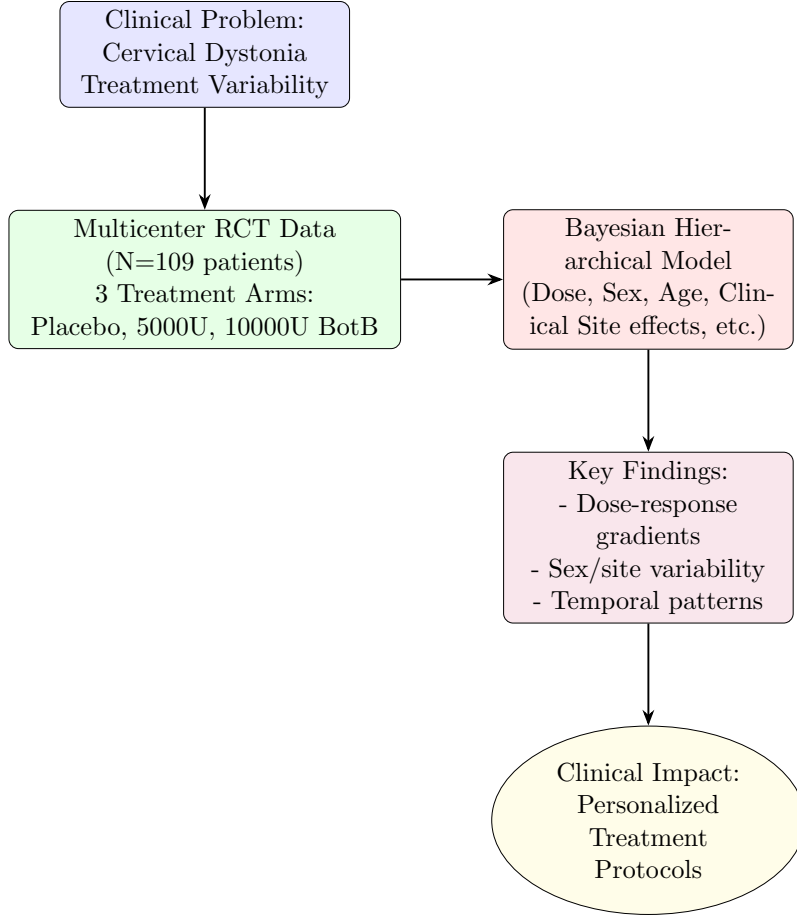 Clinical Problem:
Cervical Dystonia
Treatment Variability
Multicenter RCT Data
(N=109 patients)
3 Treatment Arms:
Placebo, 5000U, 10000U BotB
Bayesian Hier-
archical Model
(Dose, Sex, Age, Clin-
ical Site effects, etc.)
Key Findings:
- Dose-response
gradients
- Sex/site variability
- Temporal patterns
Clinical Impact:
Personalized
Treatment
Protocols